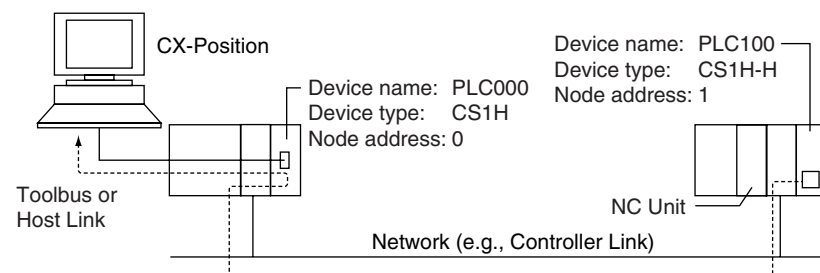 CX-Position
Device name: PLC000
Device type: CS1H
Node address: 0
Device name: PLC100
Device type: CS1H-H
Node address: 1
Toolbus or
Host Link
NC Unit
Network (e.g., Controller Link)